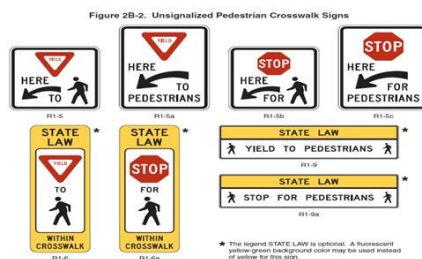 Figure 2B-2. Unsignalized Pedestrian Crosswalk Signs
YIELD
HERE
TO
R1-5
YIELD
HERE
TO
PEDESTRIANS
R1-5a
STOP
HERE
FOR
R1-5b
STOP
HERE
FOR
PEDESTRIANS
R1-5c
STATE
LAW
*
YIELD
TO
WITHIN
CROSSWALK
R1-6
STATE
LAW
*
STOP
FOR
WITHIN
CROSSWALK
R1-6a
STATE LAW
*
YIELD TO PEDESTRIANS
R1-9
STATE LAW
*
STOP FOR PEDESTRIANS
R1-9a
* The legend STATE LAW is optional. A fluorescent
yellow-green background color may be used instead
of yellow for this sign.